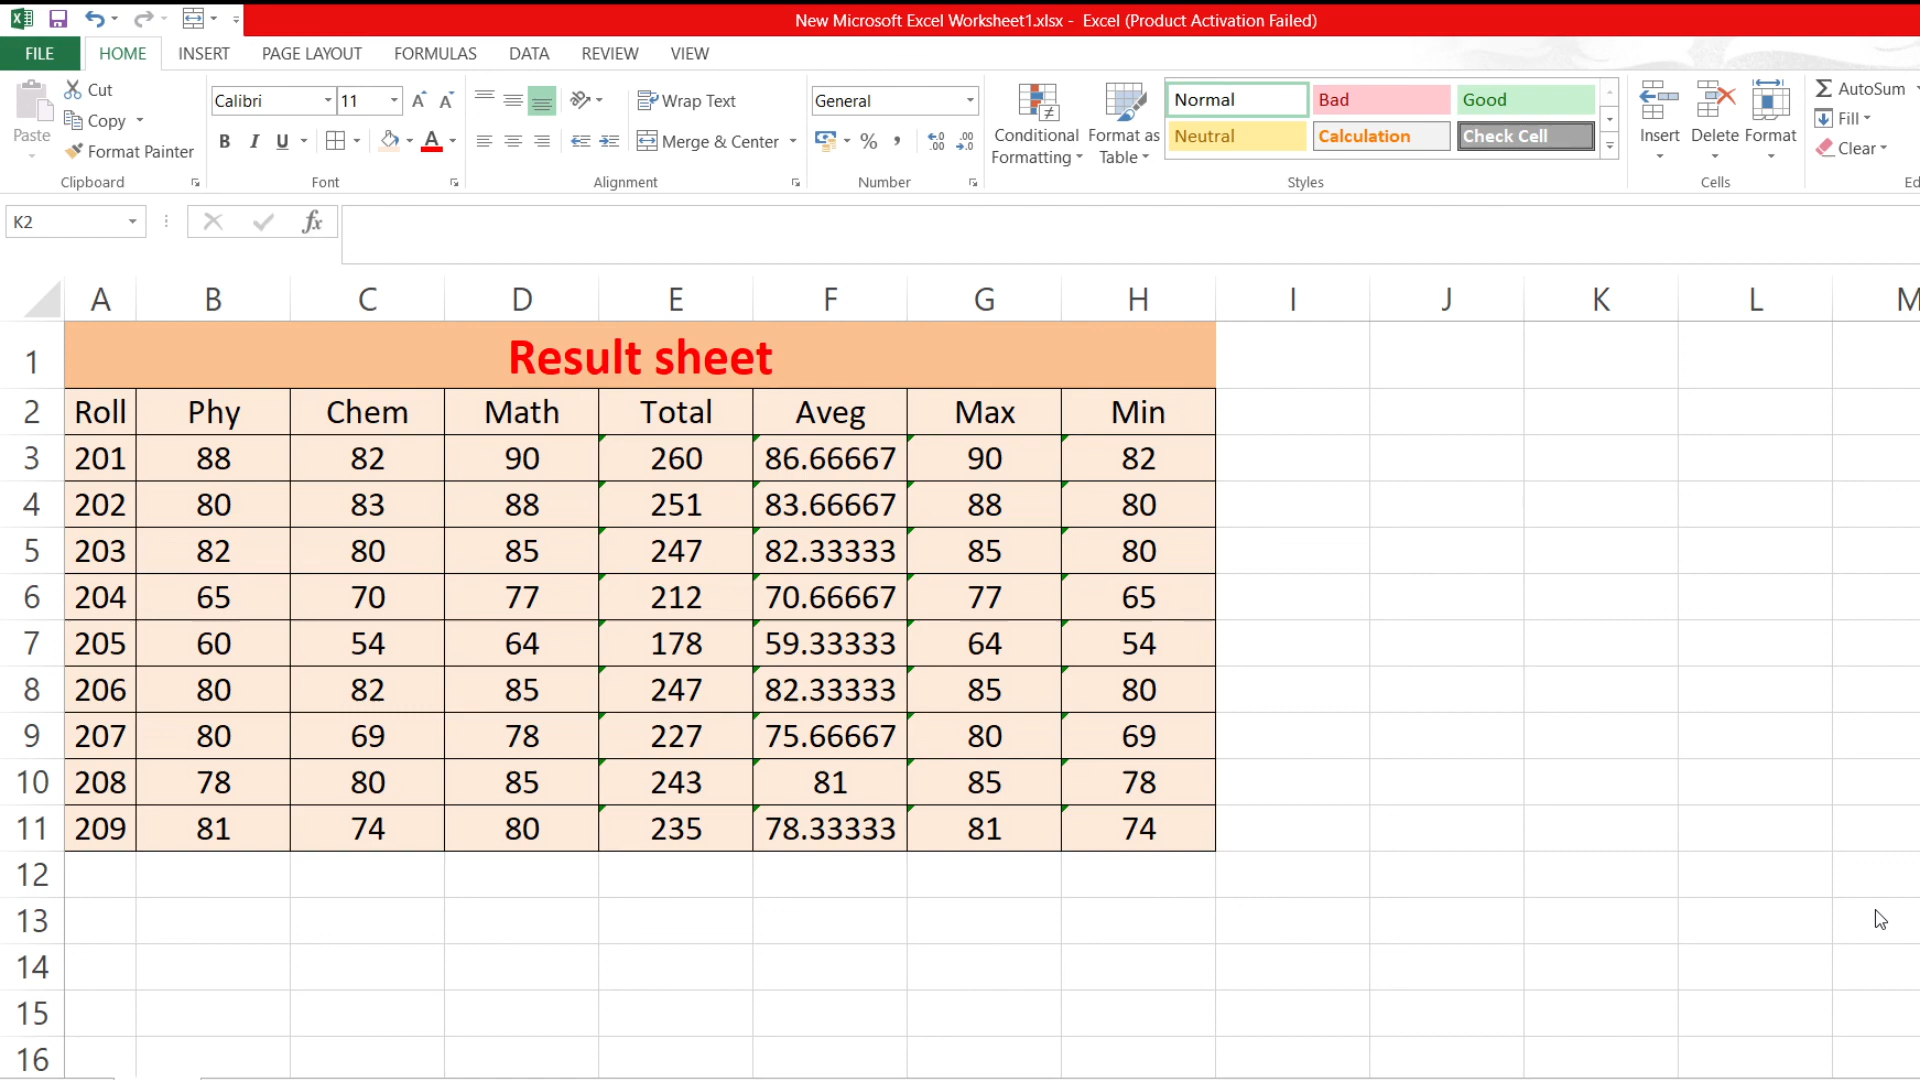 New Microsoft Excel Worksheet1.xlsx - Excel (Product Activation Failed)
FILE HOME INSERT PAGE LAYOUT FORMULAS DATA REVIEW VIEW
Paste Cut Copy Format Painter
Calibri 11
B I U A
Wrap Text
Merge & Center
General
% ,
Conditional Formatting
Format as Table
Normal Bad Good
Neutral Calculation Check Cell
Insert Delete Format
AutoSum
Fill
Clear
Clipboard Font Alignment Number Styles Cells Ed
K2 fx
A B C D E F G H I J K L M
1 Result sheet
2 Roll Phy Chem Math Total Aveg Max Min
3 201 88 82 90 260 86.66667 90 82
4 202 80 83 88 251 83.66667 88 80
5 203 82 80 85 247 82.33333 85 80
6 204 65 70 77 212 70.66667 77 65
7 205 60 54 64 178 59.33333 64 54
8 206 80 82 85 247 82.33333 85 80
9 207 80 69 78 227 75.66667 80 69
10 208 78 80 85 243 81 85 78
11 209 81 74 80 235 78.33333 81 74
12
13
14
15
16